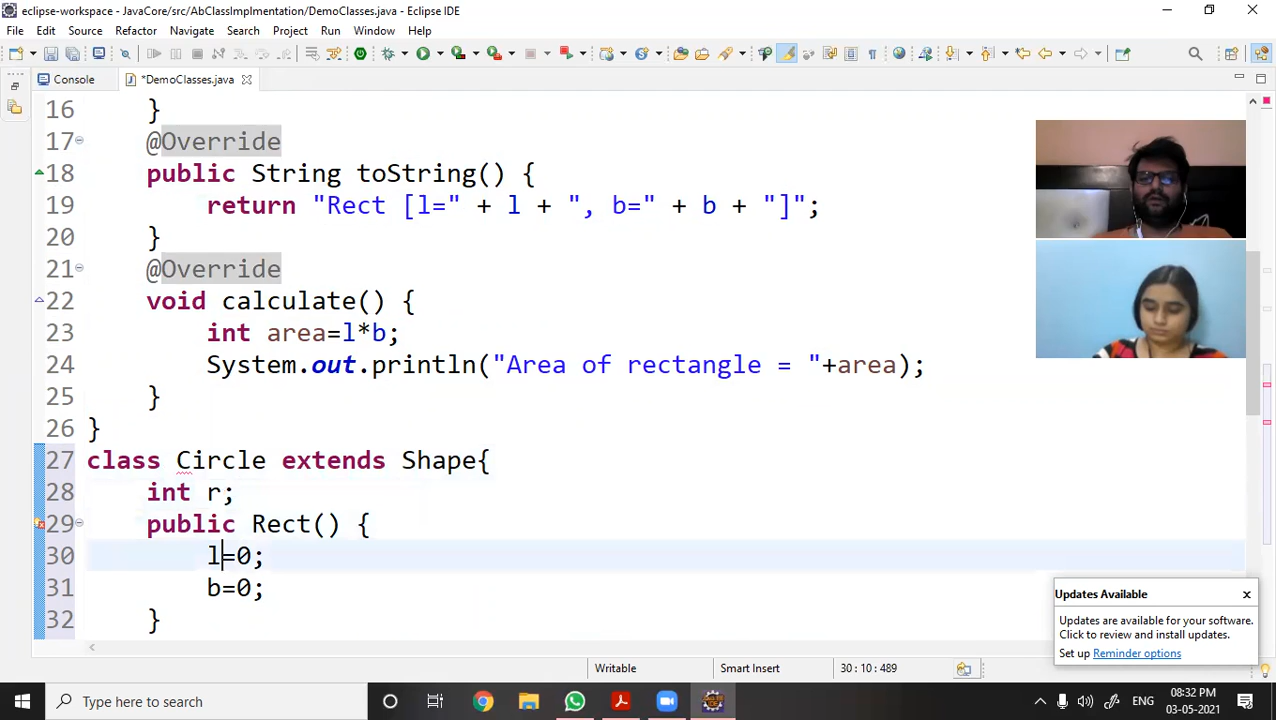 eclipse-workspace - JavaCore/src/AbClassImplmentation/DemoClasses.java - Eclipse IDE
File Edit Source Refactor Navigate Search Project Run Window Help
Console *DemoClasses.java
16 }
17 @Override
18 public String toString() {
19 return "Rect [l=" + l + ", b=" + b + "]";
20 }
21 @Override
22 void calculate() {
23 int area=l*b;
24 System.out.println("Area of rectangle = "+area);
25 }
26 }
27 class Circle extends Shape{
28 int r;
29 public Rect() {
30 l=0;
31 b=0;
32 }
Updates Available
Updates are available for your software.
Click to review and install updates.
Set up Reminder options
Writable Smart Insert 30 : 10 : 489
Type here to search
ENG
08:32 PM
03-05-2021